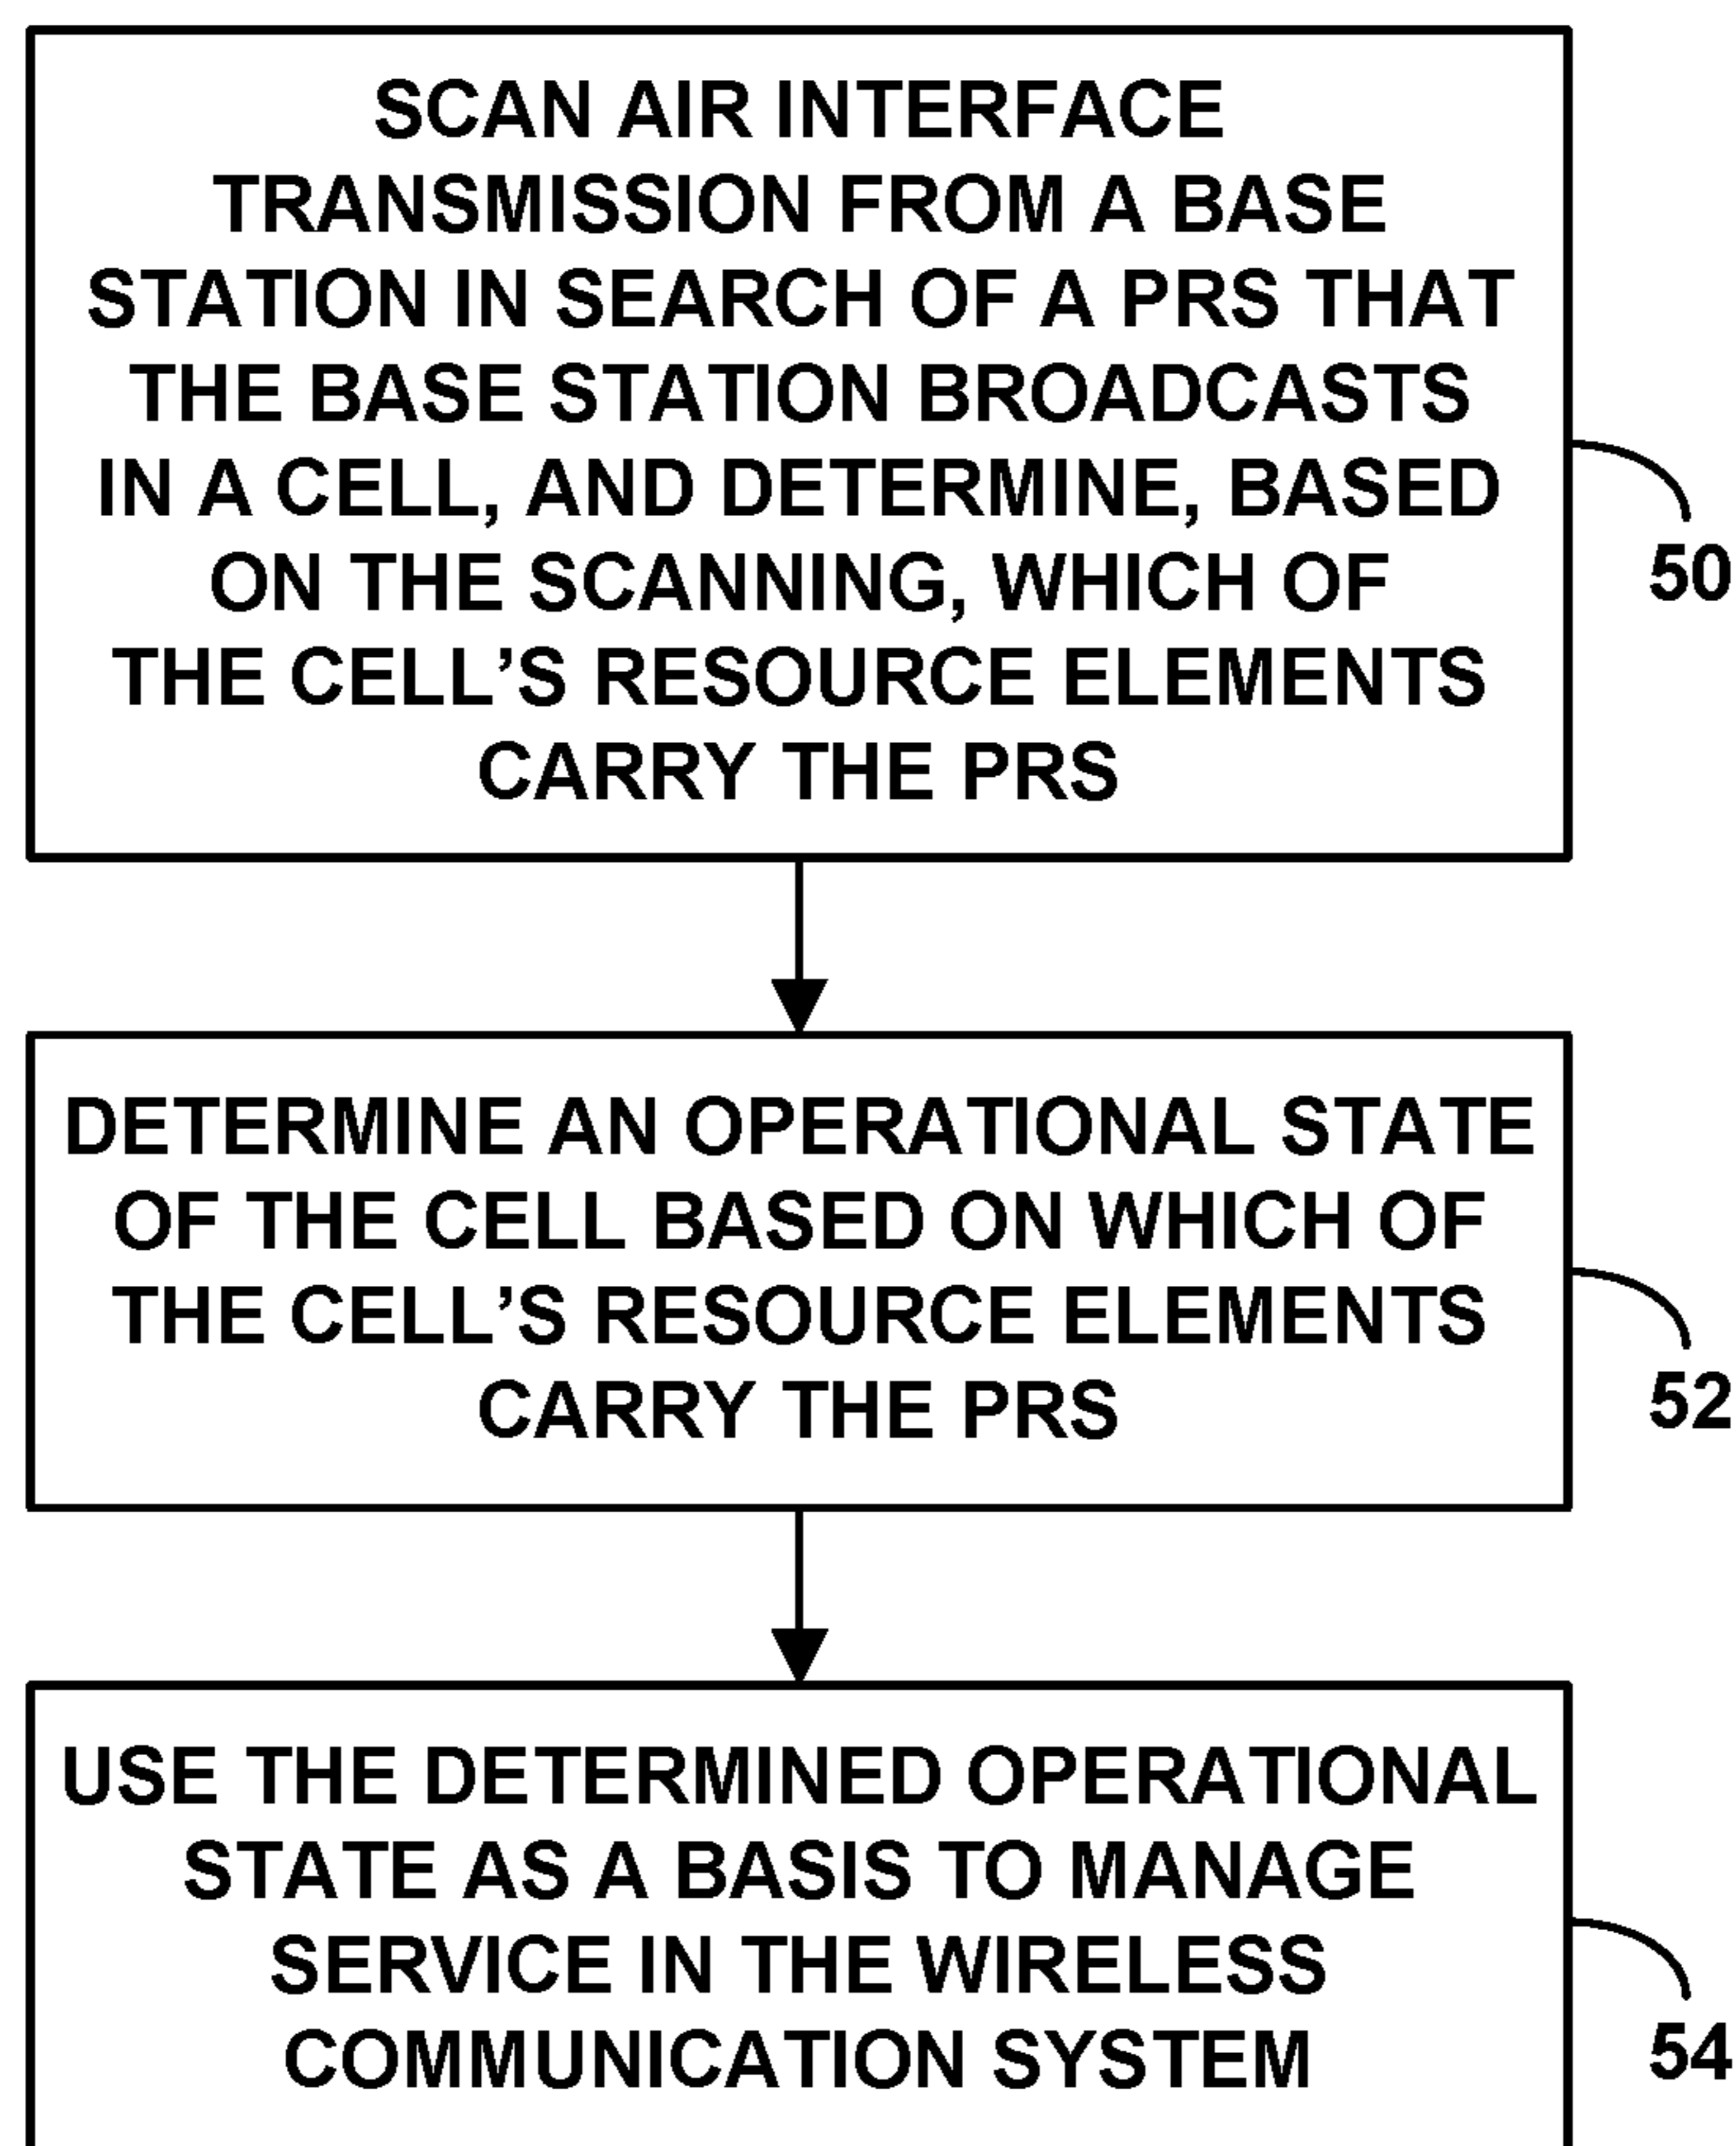 SCAN AIR INTERFACE
TRANSMISSION FROM A BASE
STATION IN SEARCH OF A PRS THAT
THE BASE STATION BROADCASTS
IN A CELL, AND DETERMINE, BASED
ON THE SCANNING, WHICH OF
THE CELL'S RESOURCE ELEMENTS
CARRY THE PRS
50
DETERMINE AN OPERATIONAL STATE
OF THE CELL BASED ON WHICH OF
THE CELL'S RESOURCE ELEMENTS
CARRY THE PRS
52
USE THE DETERMINED OPERATIONAL
STATE AS A BASIS TO MANAGE
SERVICE IN THE WIRELESS
COMMUNICATION SYSTEM
54